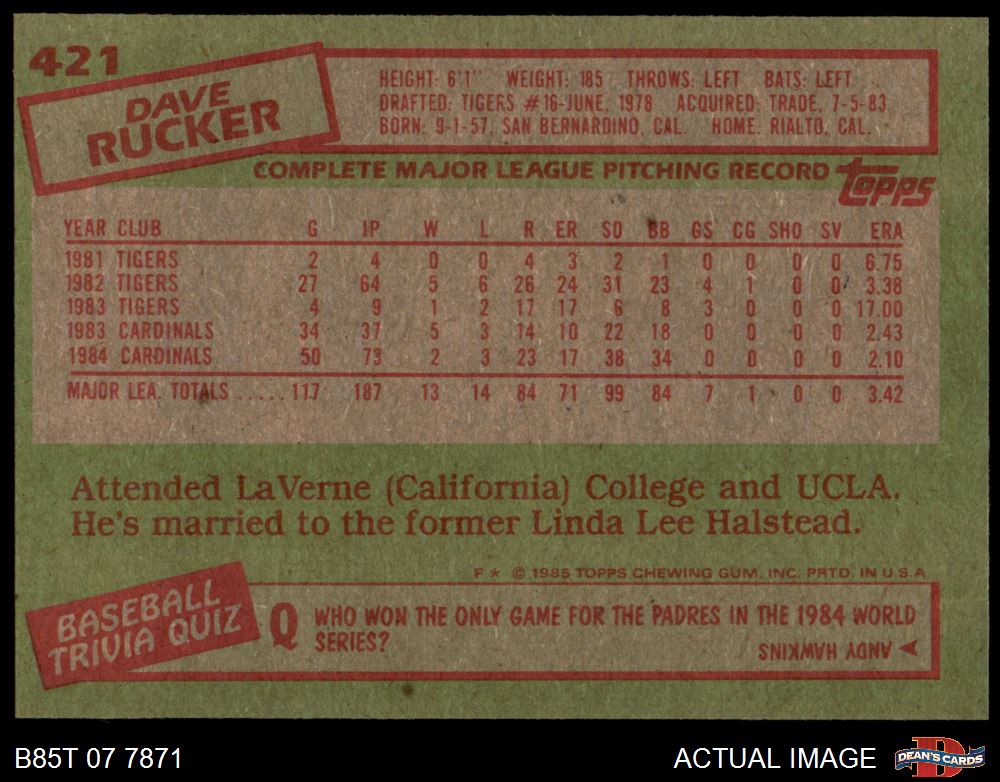 421
DAVE
RUCKER
HEIGHT: 6'1" WEIGHT: 185 THROWS: LEFT BATS: LEFT
DRAFTED: TIGERS #16-JUNE, 1978 ACQUIRED: TRADE, 7-5-83
BORN: 9-1-57, SAN BERNARDINO, CAL. HOME: RIALTO, CAL.
COMPLETE MAJOR LEAGUE PITCHING RECORD
Topps
YEAR CLUB G IP W L R ER SO BB GS CG SHO SV ERA
1981 TIGERS 2 4 0 0 4 3 2 1 0 0 0 0 6.75
1982 TIGERS 27 64 5 6 26 24 31 23 4 1 0 0 3.38
1983 TIGERS 4 9 1 2 17 17 6 8 3 0 0 0 17.00
1983 CARDINALS 34 37 5 3 14 10 22 18 0 0 0 0 2.43
1984 CARDINALS 50 73 2 3 23 17 38 34 0 0 0 0 2.10
MAJOR LEA. TOTALS ..... 117 187 13 14 84 71 99 84 7 1 0 0 3.42
Attended LaVerne (California) College and UCLA.
He's married to the former Linda Lee Halstead.
F* © 1985 TOPPS CHEWING GUM, INC. PRTD. IN U.S.A
BASEBALL
TRIVIA QUIZ
Q WHO WON THE ONLY GAME FOR THE PADRES IN THE 1984 WORLD
SERIES?
ANDY HAWKINS
B85T 07 7871
ACTUAL IMAGE
D
DEAN'S CARDS